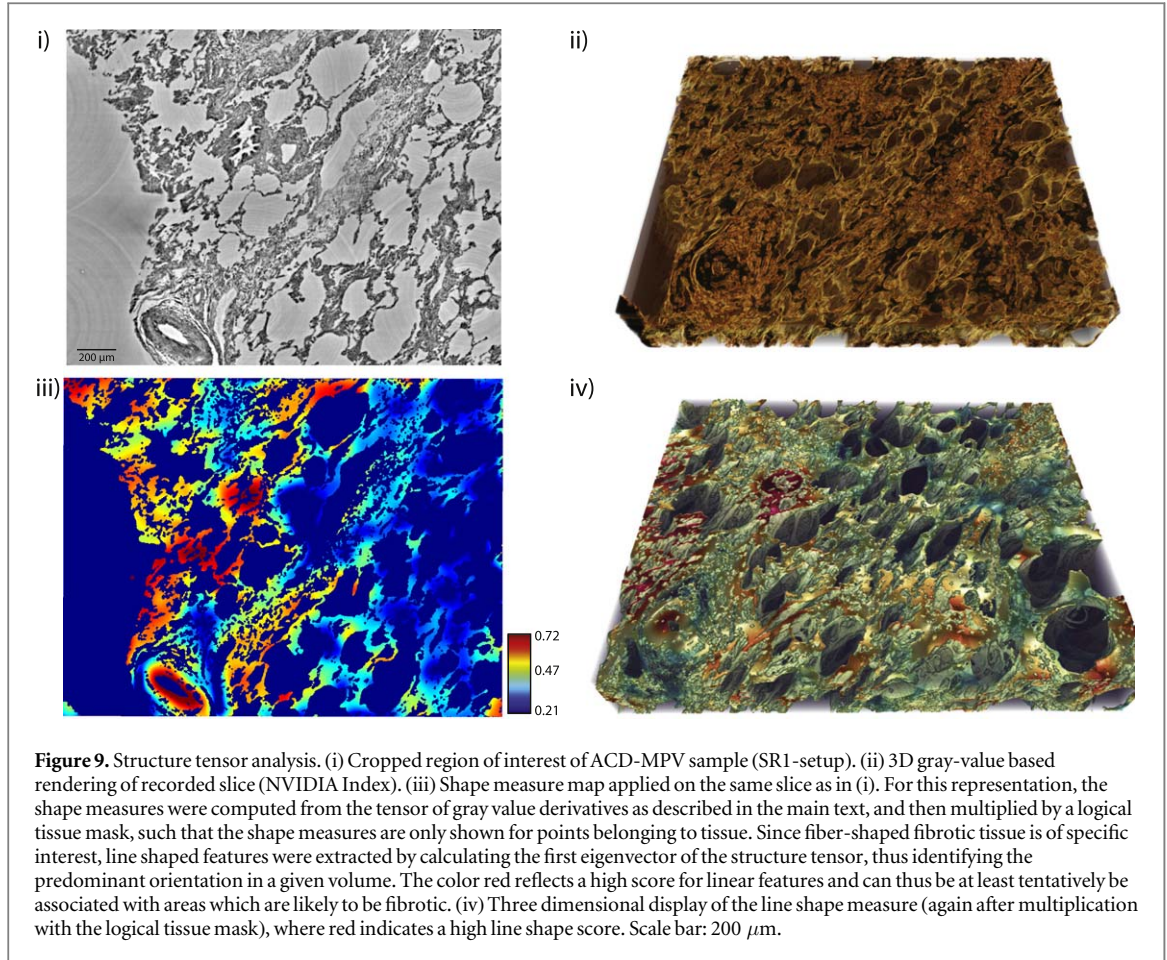 i)
ii)
200 μm
iii)
iv)
0.72
0.47
0.21
Figure 9. Structure tensor analysis. (i) Cropped region of interest of ACD-MPV sample (SR1-setup). (ii) 3D gray-value based
rendering of recorded slice (NVIDIA Index). (iii) Shape measure map applied on the same slice as in (i). For this representation, the
shape measures were computed from the tensor of gray value derivatives as described in the main text, and then multiplied by a logical
tissue mask, such that the shape measures are only shown for points belonging to tissue. Since fiber-shaped fibrotic tissue is of specific
interest, line shaped features were extracted by calculating the first eigenvector of the structure tensor, thus identifying the
predominant orientation in a given volume. The color red reflects a high score for linear features and can thus be at least tentatively be
associated with areas which are likely to be fibrotic. (iv) Three dimensional display of the line shape measure (again after multiplication
with the logical tissue mask), where red indicates a high line shape score. Scale bar: 200 μm.